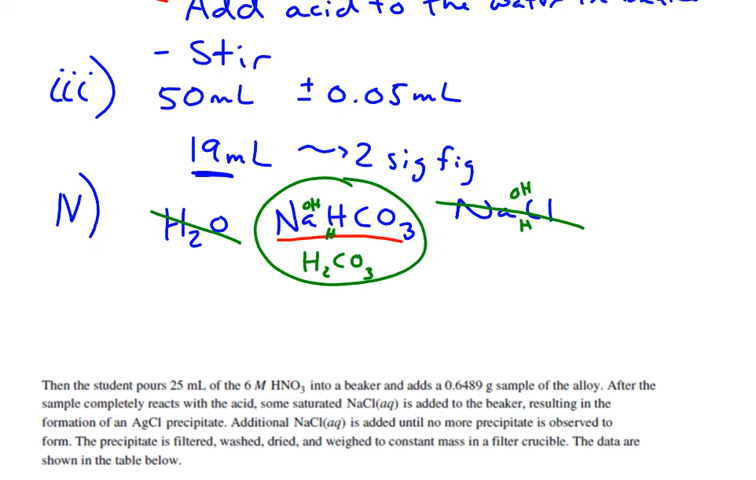 Add acid to the water in
- Stir
iii) 50mL ± 0.05mL
19mL ~> 2 sig fig
IV) H₂O NaHCO₃ NaCl
OH OH
H H
H₂CO₃
Then the student pours 25 mL of the 6 M HNO₃ into a beaker and adds a 0.6489 g sample of the alloy. After the
sample completely reacts with the acid, some saturated NaCl(aq) is added to the beaker, resulting in the
formation of an AgCl precipitate. Additional NaCl(aq) is added until no more precipitate is observed to
form. The precipitate is filtered, washed, dried, and weighed to constant mass in a filter crucible. The data are
shown in the table below.